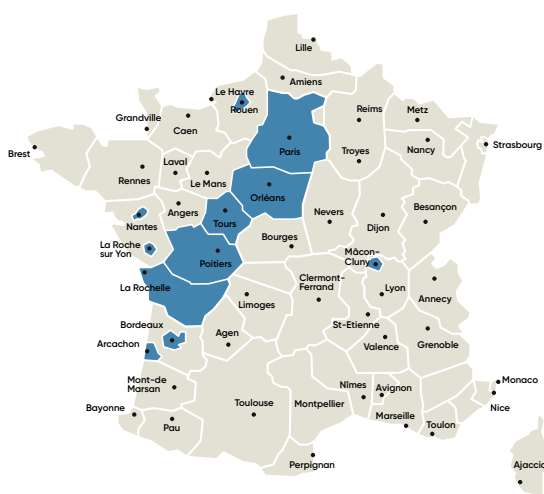 Lille
Amiens
Le Havre
Rouen
Reims
Metz
Grandville
Caen
Strasbourg
Brest
Paris
Troyes
Nancy
Laval
Rennes
Le Mans
Orléans
Besançon
Angers
Nevers
Nantes
Tours
Dijon
Bourges
La Roche
sur Yon
Mâcon-
Cluny
Poitiers
Clermont-
Ferrand
La Rochelle
Lyon
Annecy
Limoges
Bordeaux
St-Etienne
Agen
Arcachon
Valence
Grenoble
Mont-de
Marsan
Nîmes
Avignon
Monaco
Bayonne
Toulouse
Montpellier
Nice
Marseille
Pau
Toulon
Perpignan
Ajaccio